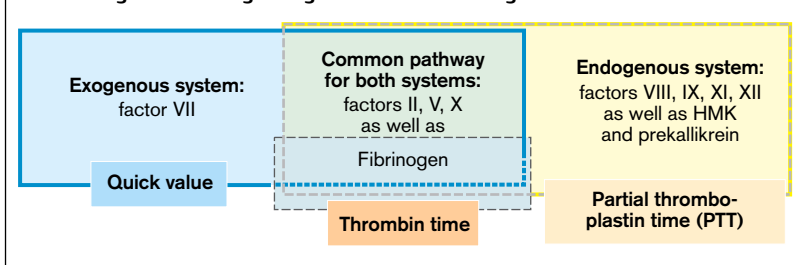 Exogenous system:
factor VII
Common pathway
for both systems:
factors II, V, X
as well as
Fibrinogen
Endogenous system:
factors VIII, IX, XI, XII
as well as HMK
and prekallikrein
Quick value
Thrombin time
Partial thrombo-
plastin time (PTT)